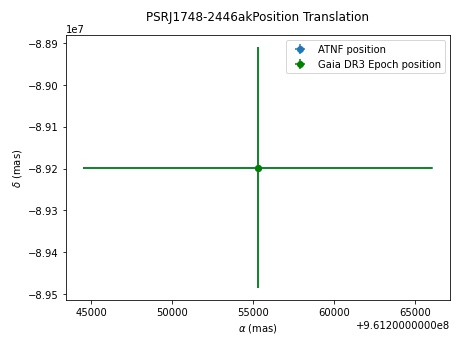 PSRJ1748-2446akPosition Translation
1e7
ATNF position
Gaia DR3 Epoch position
−8.89
−8.90
−8.91
−8.92
−8.93
−8.94
−8.95
δ (mas)
45000 50000 55000 60000 65000
α (mas)
+9.6120000000e8